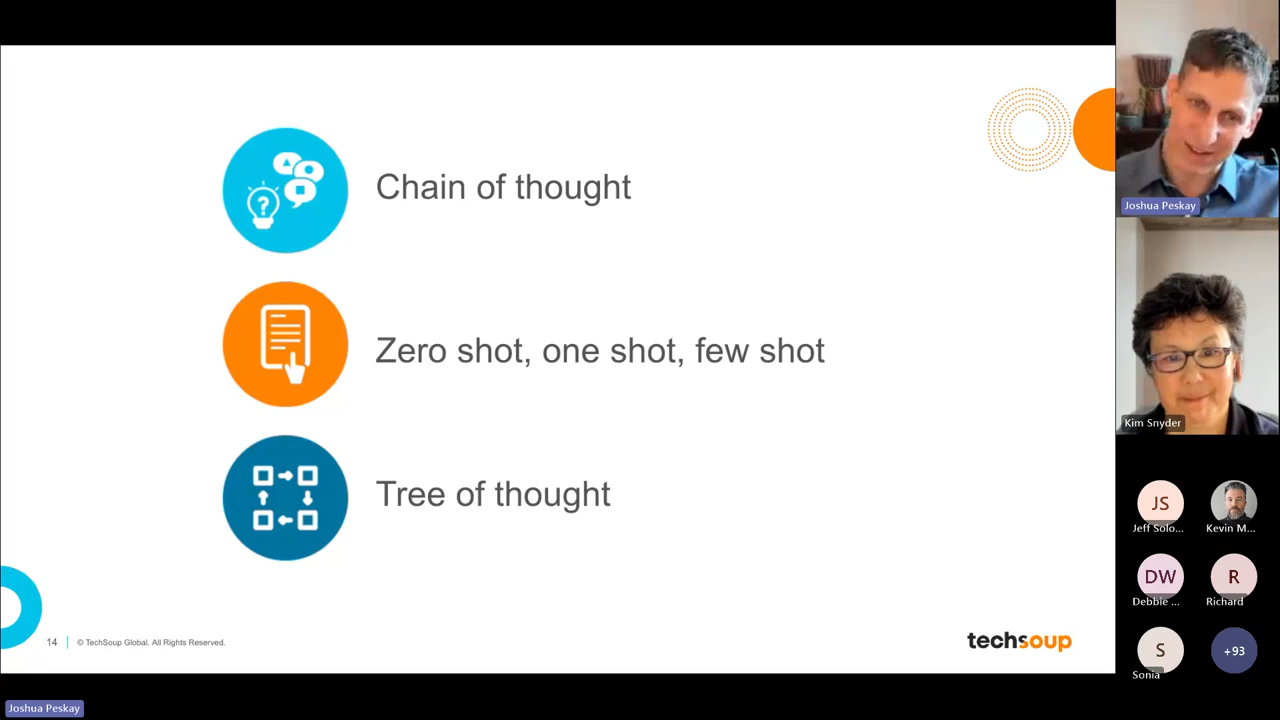 Chain of thought
?
Zero shot, one shot, few shot
Tree of thought
14
© TechSoup Global. All Rights Reserved.
techsoup
Joshua Peskay
Kim Snyder
JS
Jeff Solo...
Kevin M...
DW
Debbie ...
R
Richard
S
Sonia
+93
Joshua Peskay